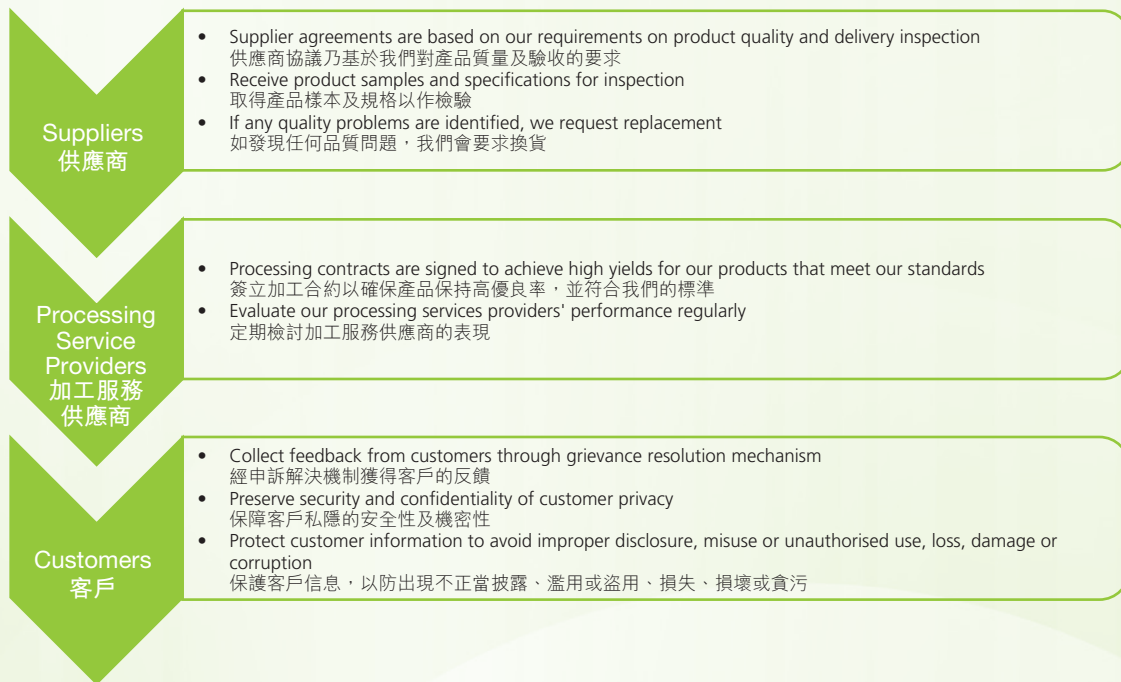 Suppliers
供應商
• Supplier agreements are based on our requirements on product quality and delivery inspection
供應商協議乃基於我們對產品質量及驗收的要求
• Receive product samples and specifications for inspection
取得產品樣本及規格以作檢驗
• If any quality problems are identified, we request replacement
如發現任何品質問題，我們會要求換貨
Processing
Service
Providers
加工服務
供應商
• Processing contracts are signed to achieve high yields for our products that meet our standards
簽立加工合約以確保產品保持高優良率，並符合我們的標準
• Evaluate our processing services providers' performance regularly
定期檢討加工服務供應商的表現
Customers
客戶
• Collect feedback from customers through grievance resolution mechanism
經申訴解決機制獲得客戶的反饋
• Preserve security and confidentiality of customer privacy
保障客戶私隱的安全性及機密性
• Protect customer information to avoid improper disclosure, misuse or unauthorised use, loss, damage or
corruption
保護客戶信息，以防出現不正當披露、濫用或盜用、損失、損壞或貪污